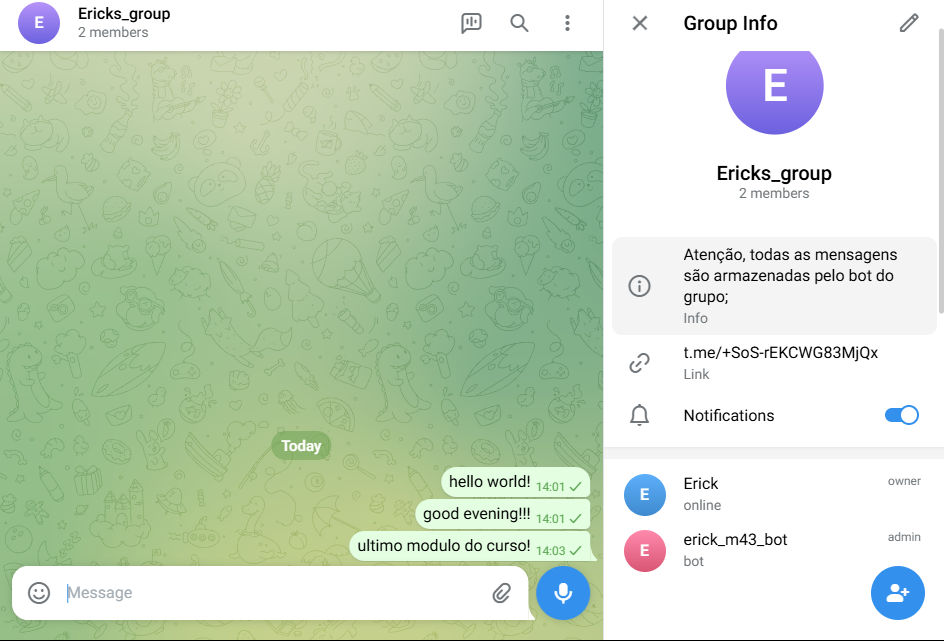 E
Ericks_group
2 members
Today
hello world! 14:01
good evening!!! 14:01
ultimo modulo do curso! 14:03
Message
Group Info
E
Ericks_group
2 members
Atenção, todas as mensagens
são armazenadas pelo bot do
grupo;
Info
t.me/+SoS-rEKCWG83MjQx
Link
Notifications
E
Erick
owner
online
E
erick_m43_bot
admin
bot